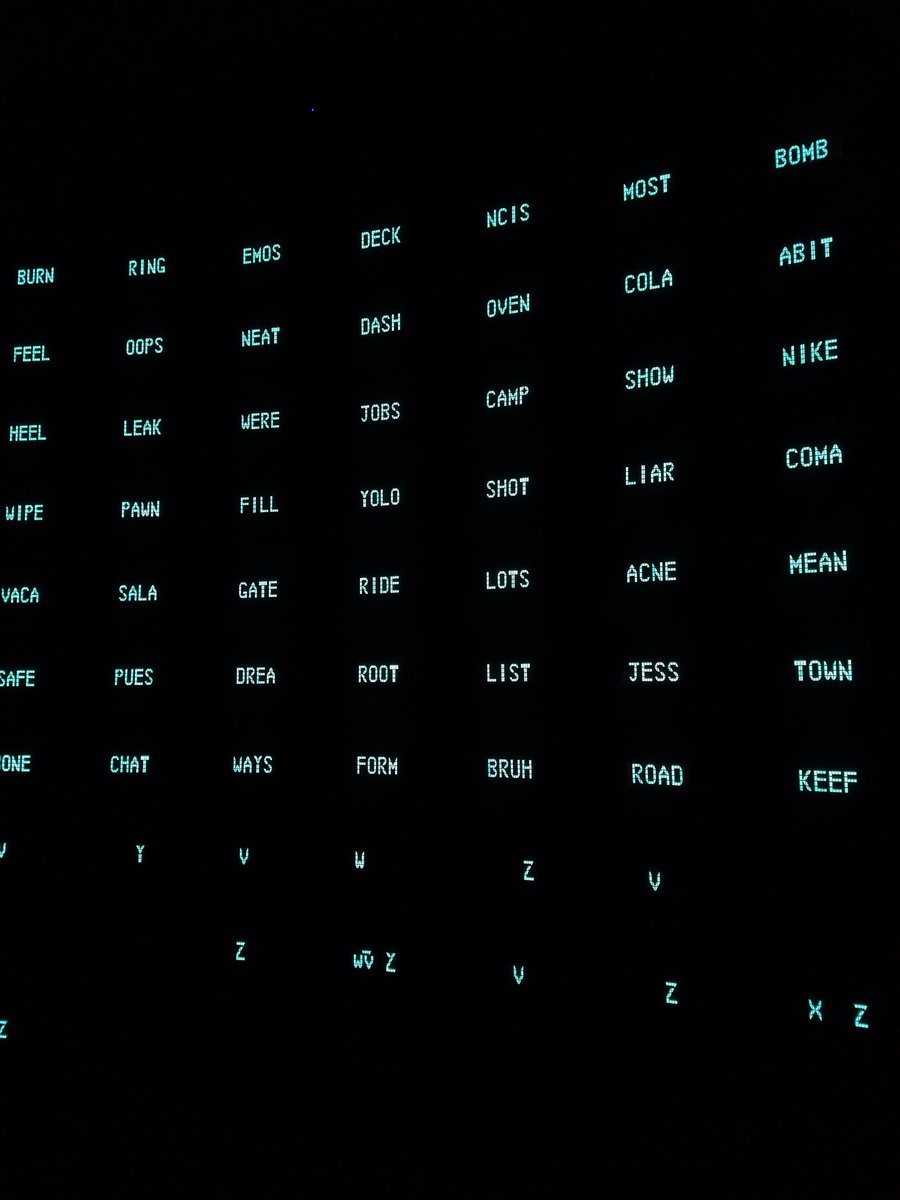 BURN RING EMOS DECK NCIS MOST BOMB
FEEL OOPS NEAT DASH OVEN COLA ABIT
HEEL LEAK WERE JOBS CAMP SHOW NIKE
WIPE PAWN FILL YOLO SHOT LIAR COMA
VACA SALA GATE RIDE LOTS ACNE MEAN
SAFE PUES DREA ROOT LIST JESS TOWN
CHAT WAYS FORM BRUH ROAD KEEF
V Y V W Z V
Z V Z X Z
Z